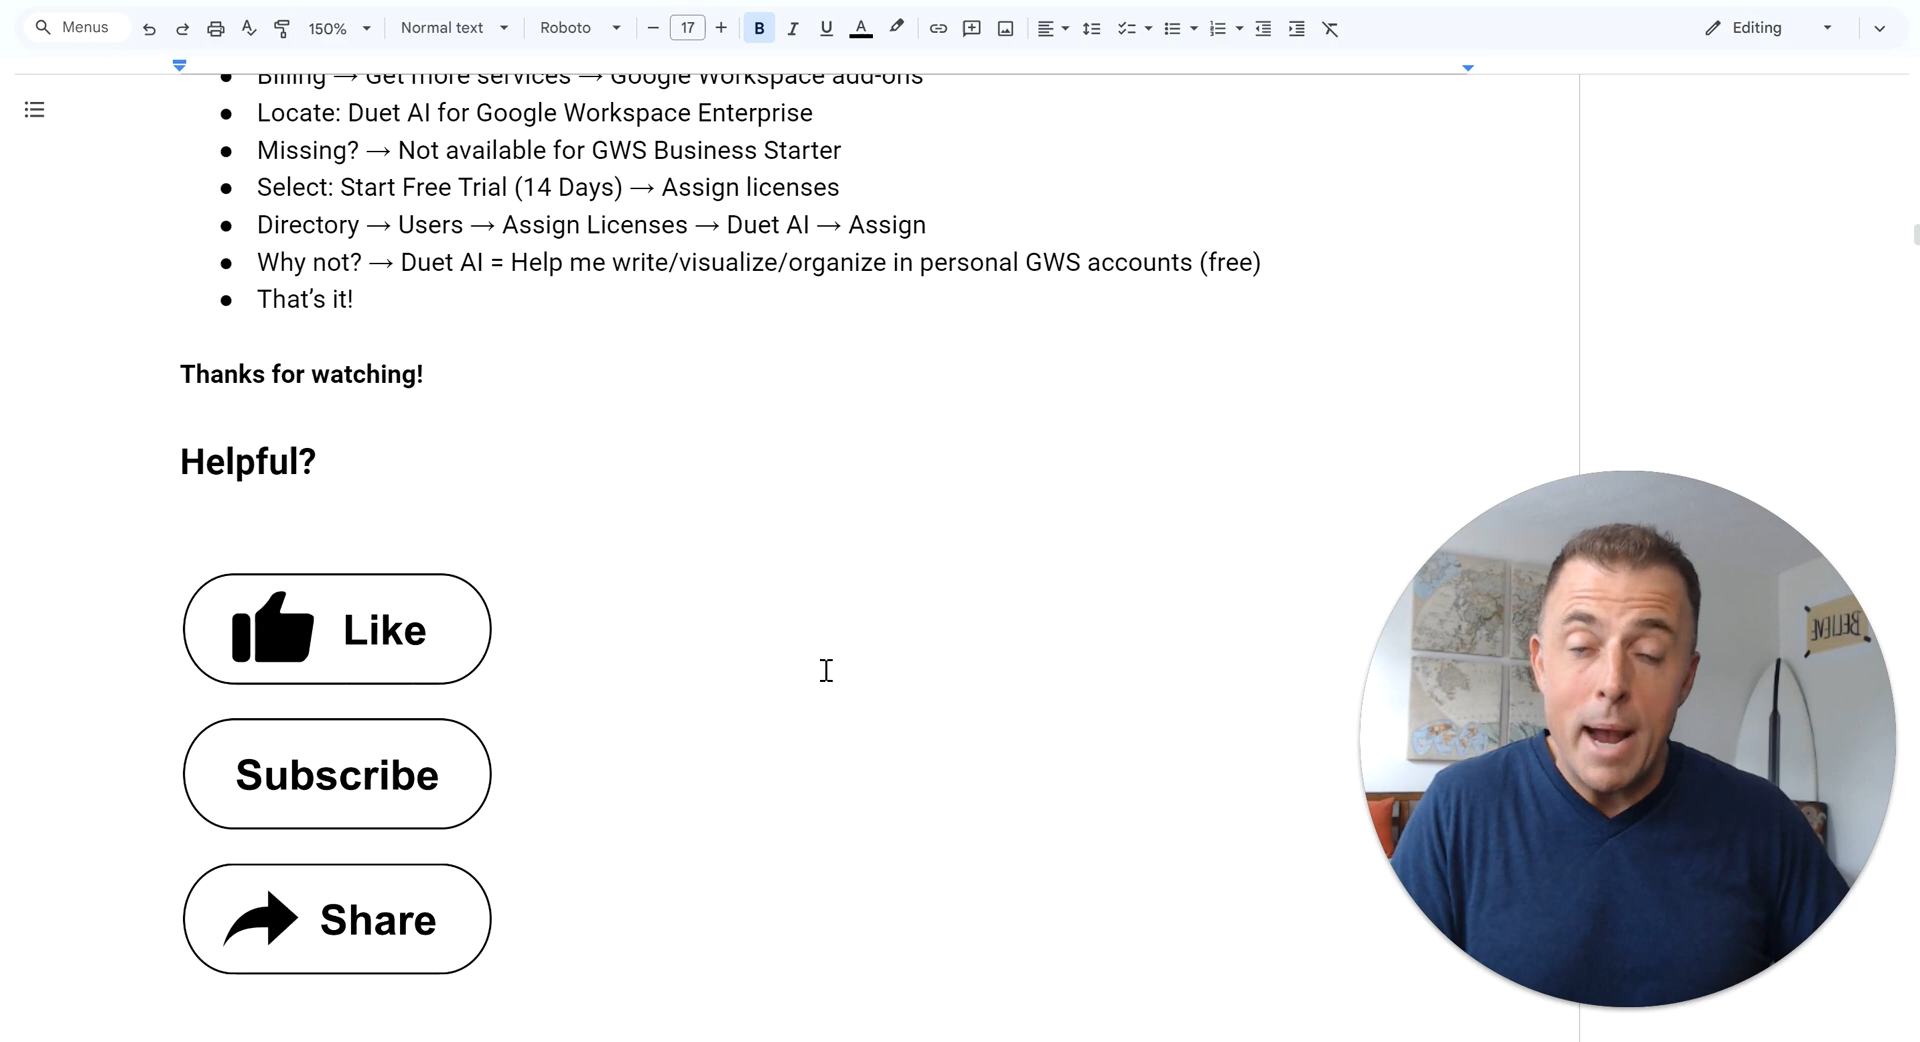 Menus 150% Normal text Roboto 17 B I U A Editing
● Billing → Get more services → Google Workspace add-ons
● Locate: Duet AI for Google Workspace Enterprise
● Missing? → Not available for GWS Business Starter
● Select: Start Free Trial (14 Days) → Assign licenses
● Directory → Users → Assign Licenses → Duet AI → Assign
● Why not? → Duet AI = Help me write/visualize/organize in personal GWS accounts (free)
● That’s it!
Thanks for watching!
Helpful?
Like
Subscribe
Share
BELIEVE